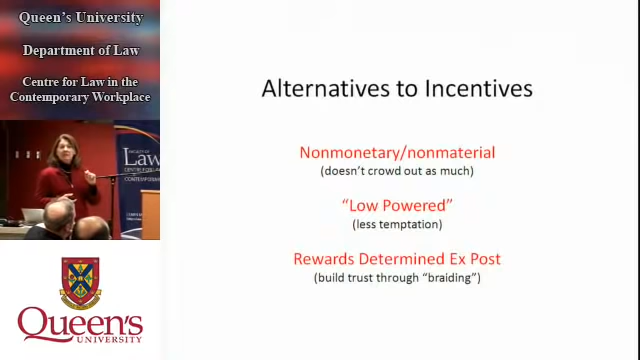 Queen's University
Department of Law
Centre for Law in the
Contemporary Workplace
Law
Queen's
UNIVERSITY
Alternatives to Incentives
Nonmonetary/nonmaterial
(doesn't crowd out as much)
"Low Powered"
(less temptation)
Rewards Determined Ex Post
(build trust through "braiding")